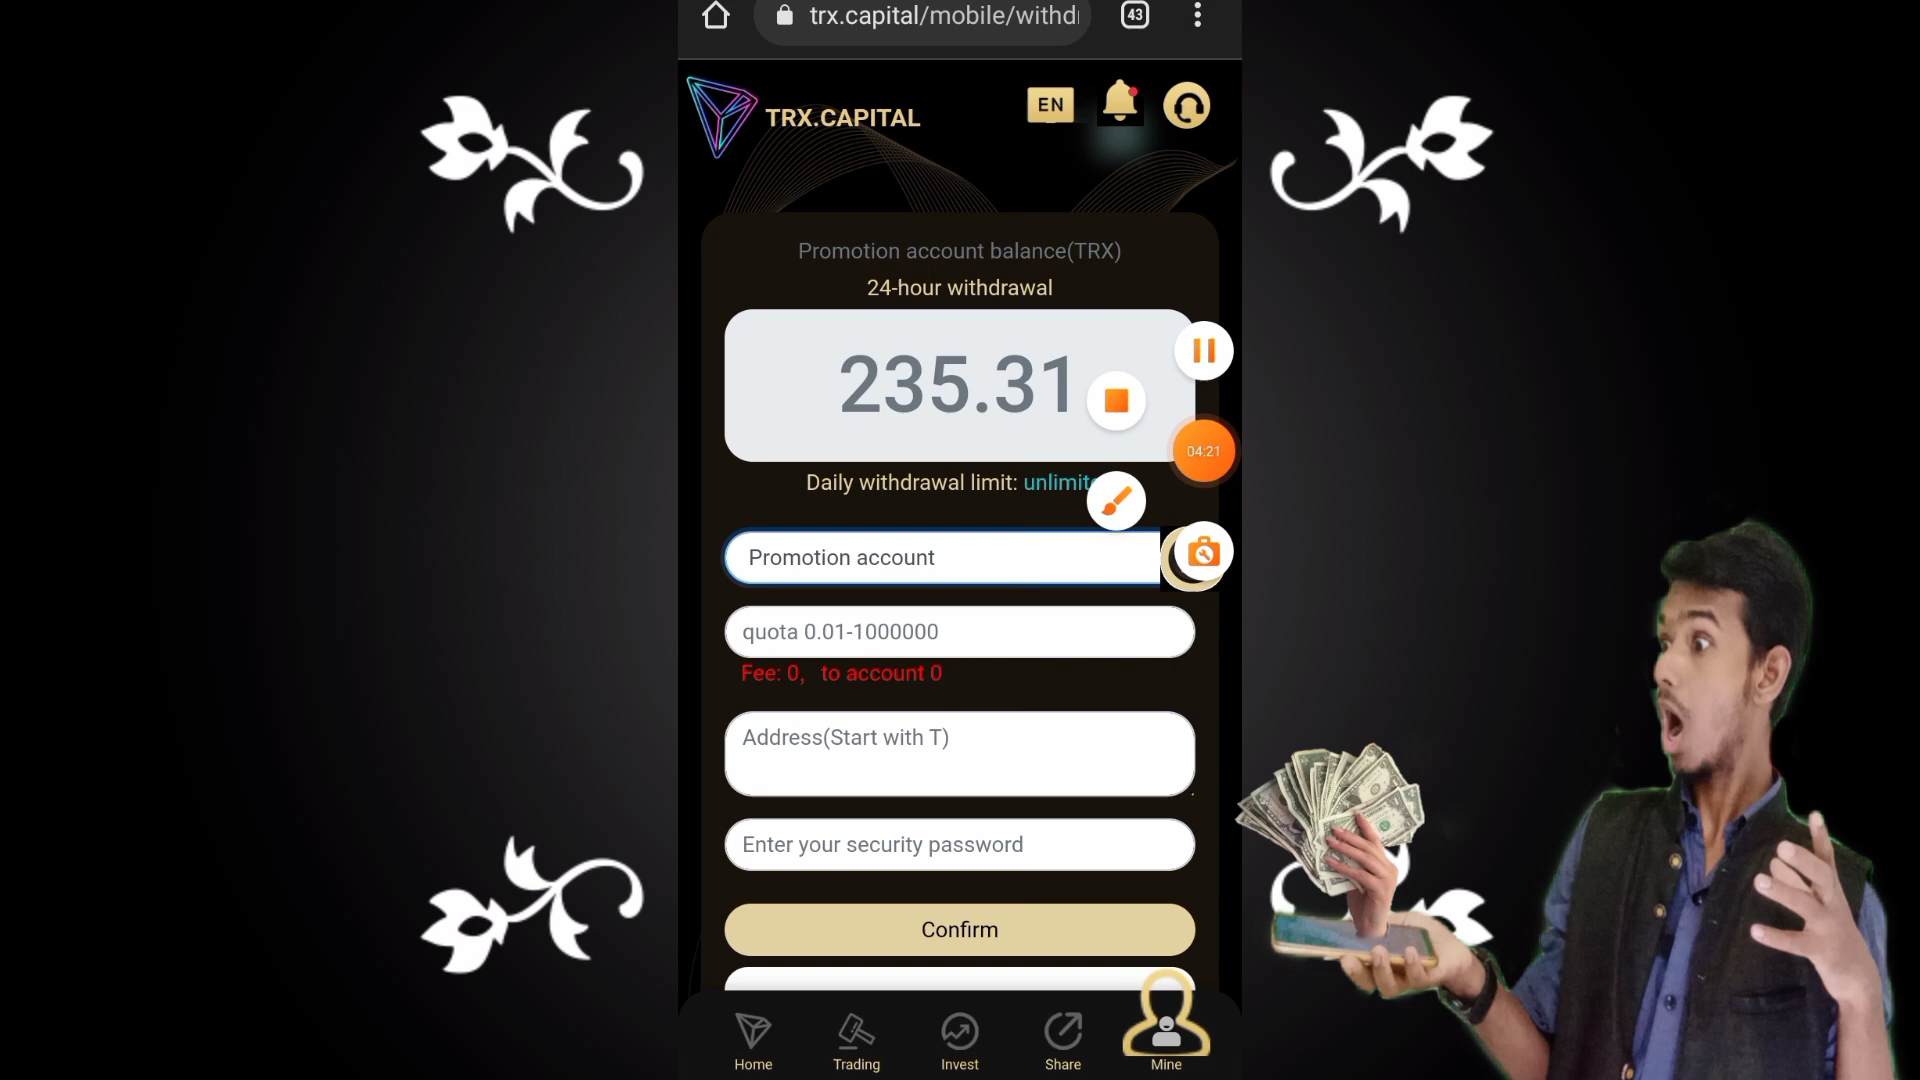 trx.capital/mobile/withd
43
TRX.CAPITAL
EN
Promotion account balance(TRX)
24-hour withdrawal
235.31
04:21
Daily withdrawal limit: unlimit
Promotion account
quota 0.01-1000000
Fee: 0, to account 0
Address(Start with T)
Enter your security password
Confirm
Home
Trading
Invest
Share
Mine